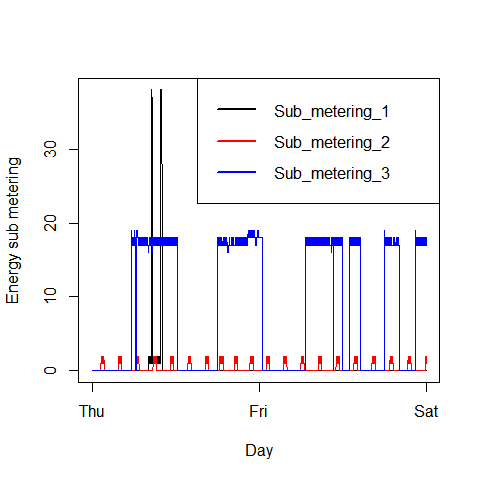 Sub_metering_1
Sub_metering_2
Sub_metering_3
Energy sub metering
30
20
10
0
Thu Fri Sat
Day